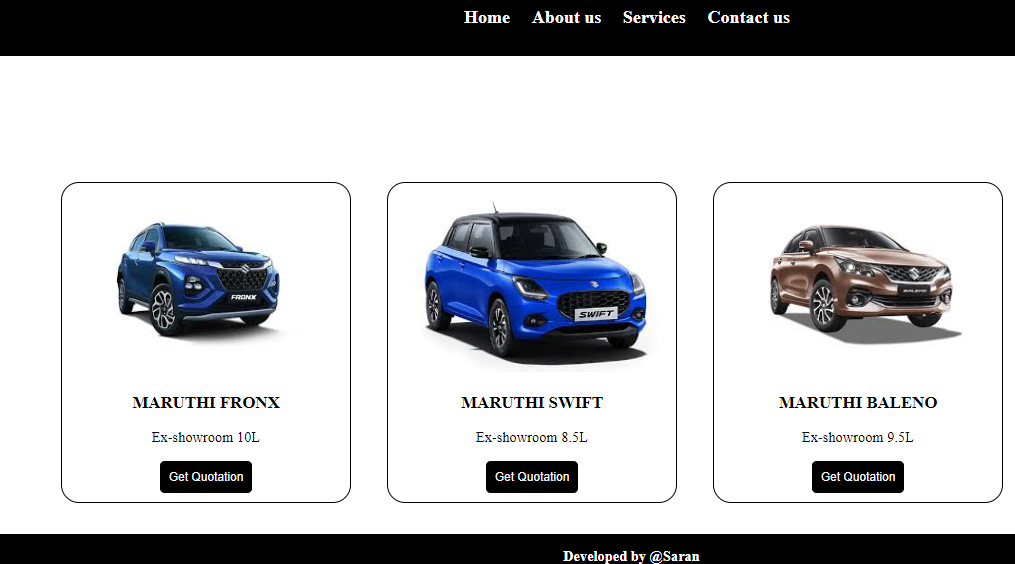 Home About us Services Contact us
FRONX
SWIFT
BALENO
MARUTHI FRONX
MARUTHI SWIFT
MARUTHI BALENO
Ex-showroom 10L
Ex-showroom 8.5L
Ex-showroom 9.5L
Get Quotation
Get Quotation
Get Quotation
Developed by @Saran